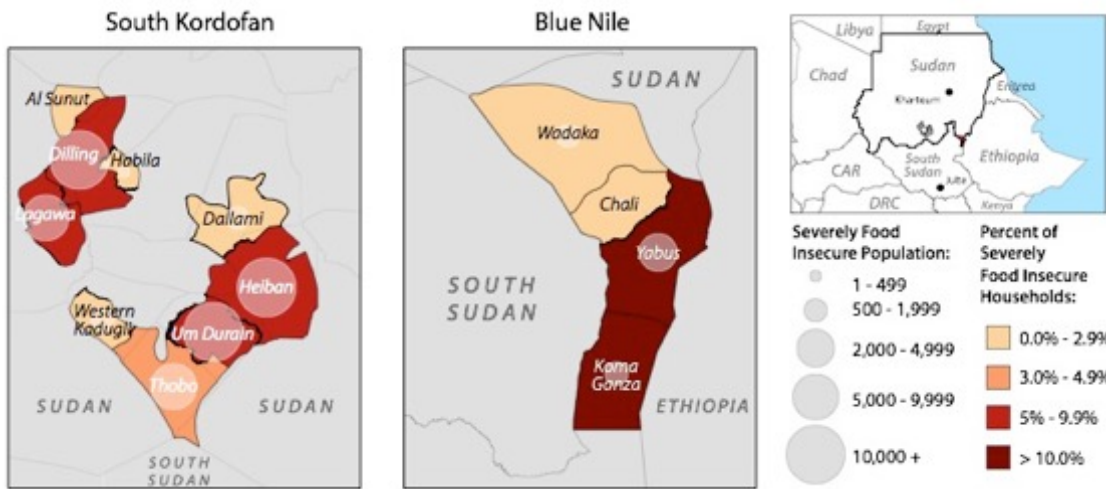 South Kordofan
Al Sunut
Dilling
Habila
Lagawa
Dallami
Heiban
Western
Kadugli
Um Durain
Thobo
SUDAN
SUDAN
SOUTH
SUDAN
Blue Nile
SUDAN
Wadaka
Chali
Yabus
SOUTH
SUDAN
Koma
Ganza
ETHIOPIA
Libya
Egypt
Chad
Sudan
Khartoum
Eritrea
CAR
South
Sudan
Ethiopia
Juba
DRC
Kenya
Severely Food
Insecure Population:
1 - 499
500 - 1,999
2,000 - 4,999
5,000 - 9,999
10,000 +
Percent of
Severely
Food Insecure
Households:
0.0% - 2.9%
3.0% - 4.9%
5% - 9.9%
> 10.0%